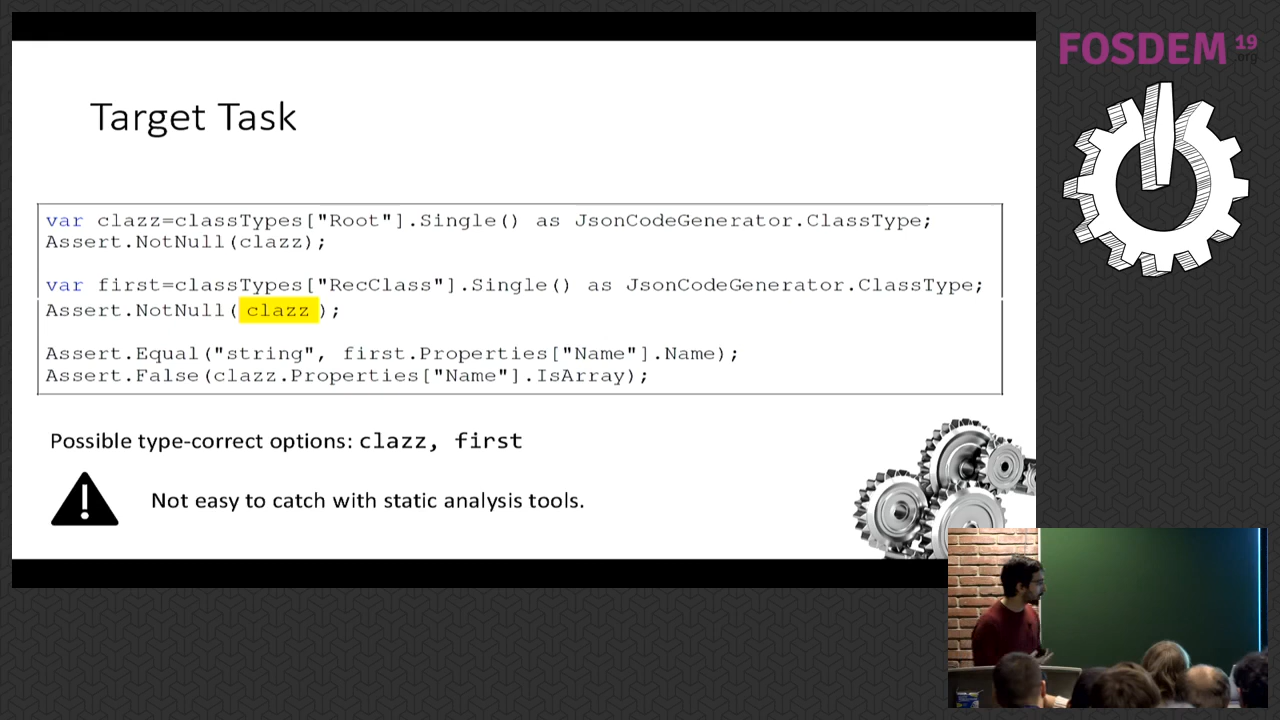 FOSDEM 19
.org
Target Task
var clazz=classTypes["Root"].Single() as JsonCodeGenerator.ClassType;
Assert.NotNull(clazz);
var first=classTypes["RecClass"].Single() as JsonCodeGenerator.ClassType;
Assert.NotNull( clazz );
Assert.Equal("string", first.Properties["Name"].Name);
Assert.False(clazz.Properties["Name"].IsArray);
Possible type-correct options: clazz, first
Not easy to catch with static analysis tools.